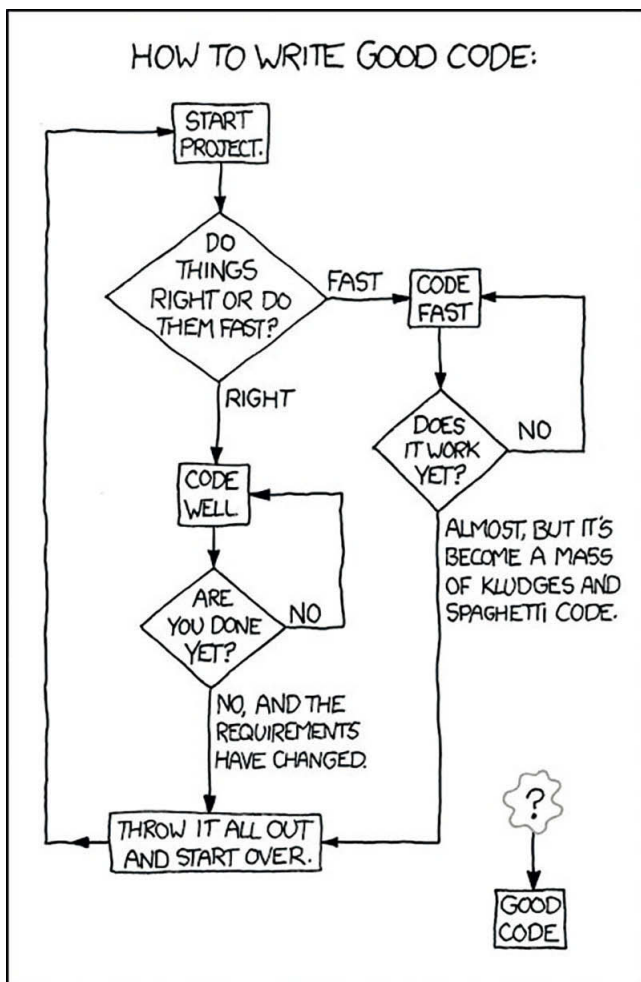 HOW TO WRITE GOOD CODE:
START
PROJECT.
DO
THINGS
RIGHT OR DO
THEM FAST?
FAST
CODE
FAST
RIGHT
DOES
IT WORK
YET?
NO
CODE
WELL
ALMOST, BUT IT'S
BECOME A MASS
OF KLUDGES AND
SPAGHETTI CODE.
ARE
YOU DONE
YET?
NO
NO, AND THE
REQUIREMENTS
HAVE CHANGED.
THROW IT ALL OUT
AND START OVER.
?
GOOD
CODE